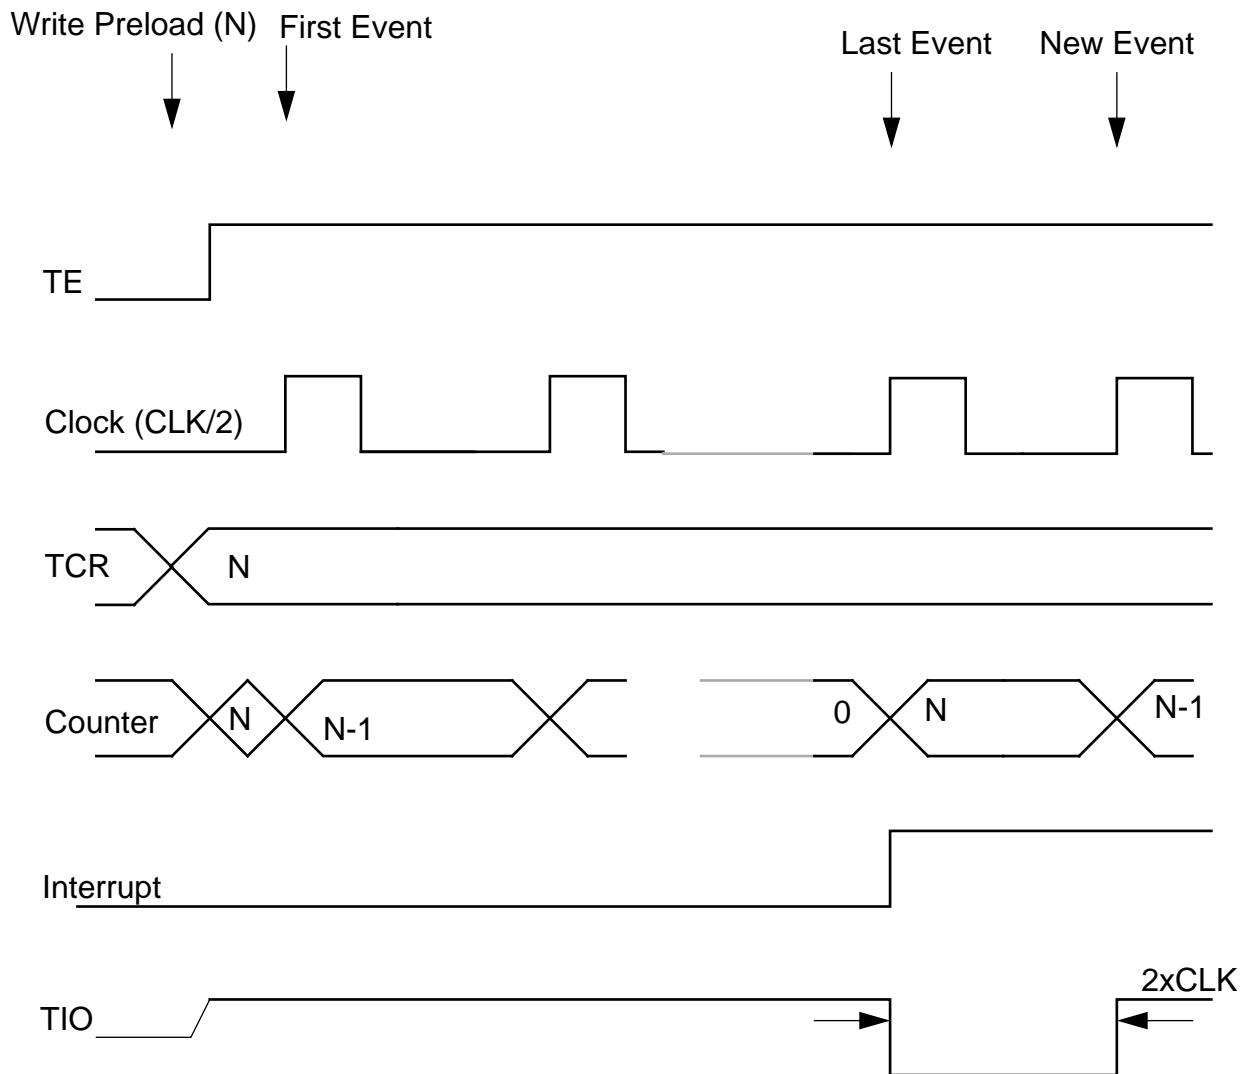 Write Preload (N)
First Event
Last Event
New Event
TE
Clock (CLK/2)
TCR
N
Counter
N
N-1
0
N
N-1
Interrupt
TIO
2xCLK